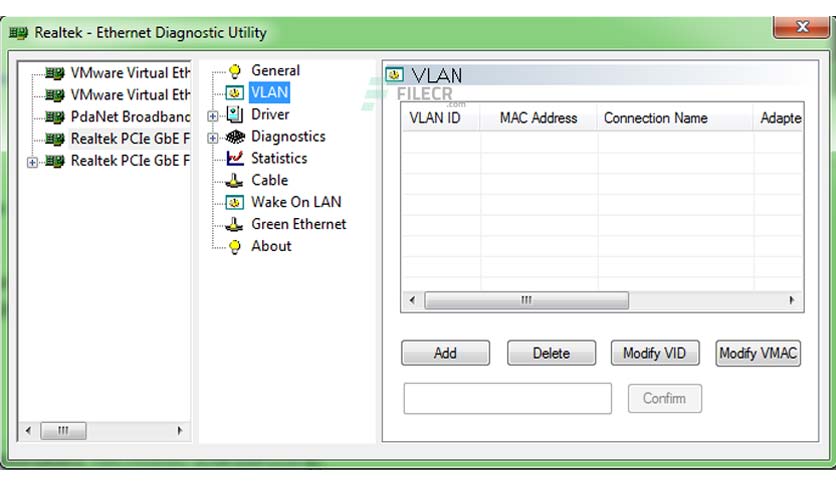 Realtek - Ethernet Diagnostic Utility
VMware Virtual Eth
VMware Virtual Eth
PdaNet Broadband
Realtek PCIe GbE F
Realtek PCIe GbE F
General
VLAN
Driver
Diagnostics
Statistics
Cable
Wake On LAN
Green Ethernet
About
VLAN
FILECR
.com
VLAN ID MAC Address Connection Name Adapte
Add Delete Modify VID Modify VMAC
Confirm